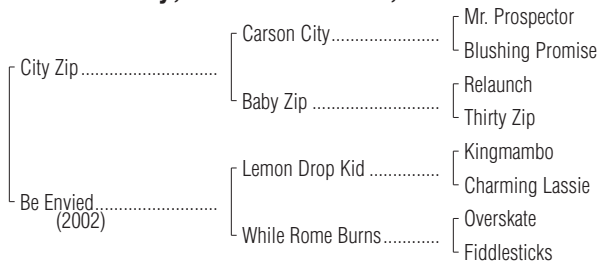 Mr. Prospector
Carson City
Blushing Promise
City Zip
Relaunch
Baby Zip
Thirty Zip
Kingmambo
Lemon Drop Kid
Charming Lassie
Be Envied
(2002)
Overskate
While Rome Burns
Fiddlesticks